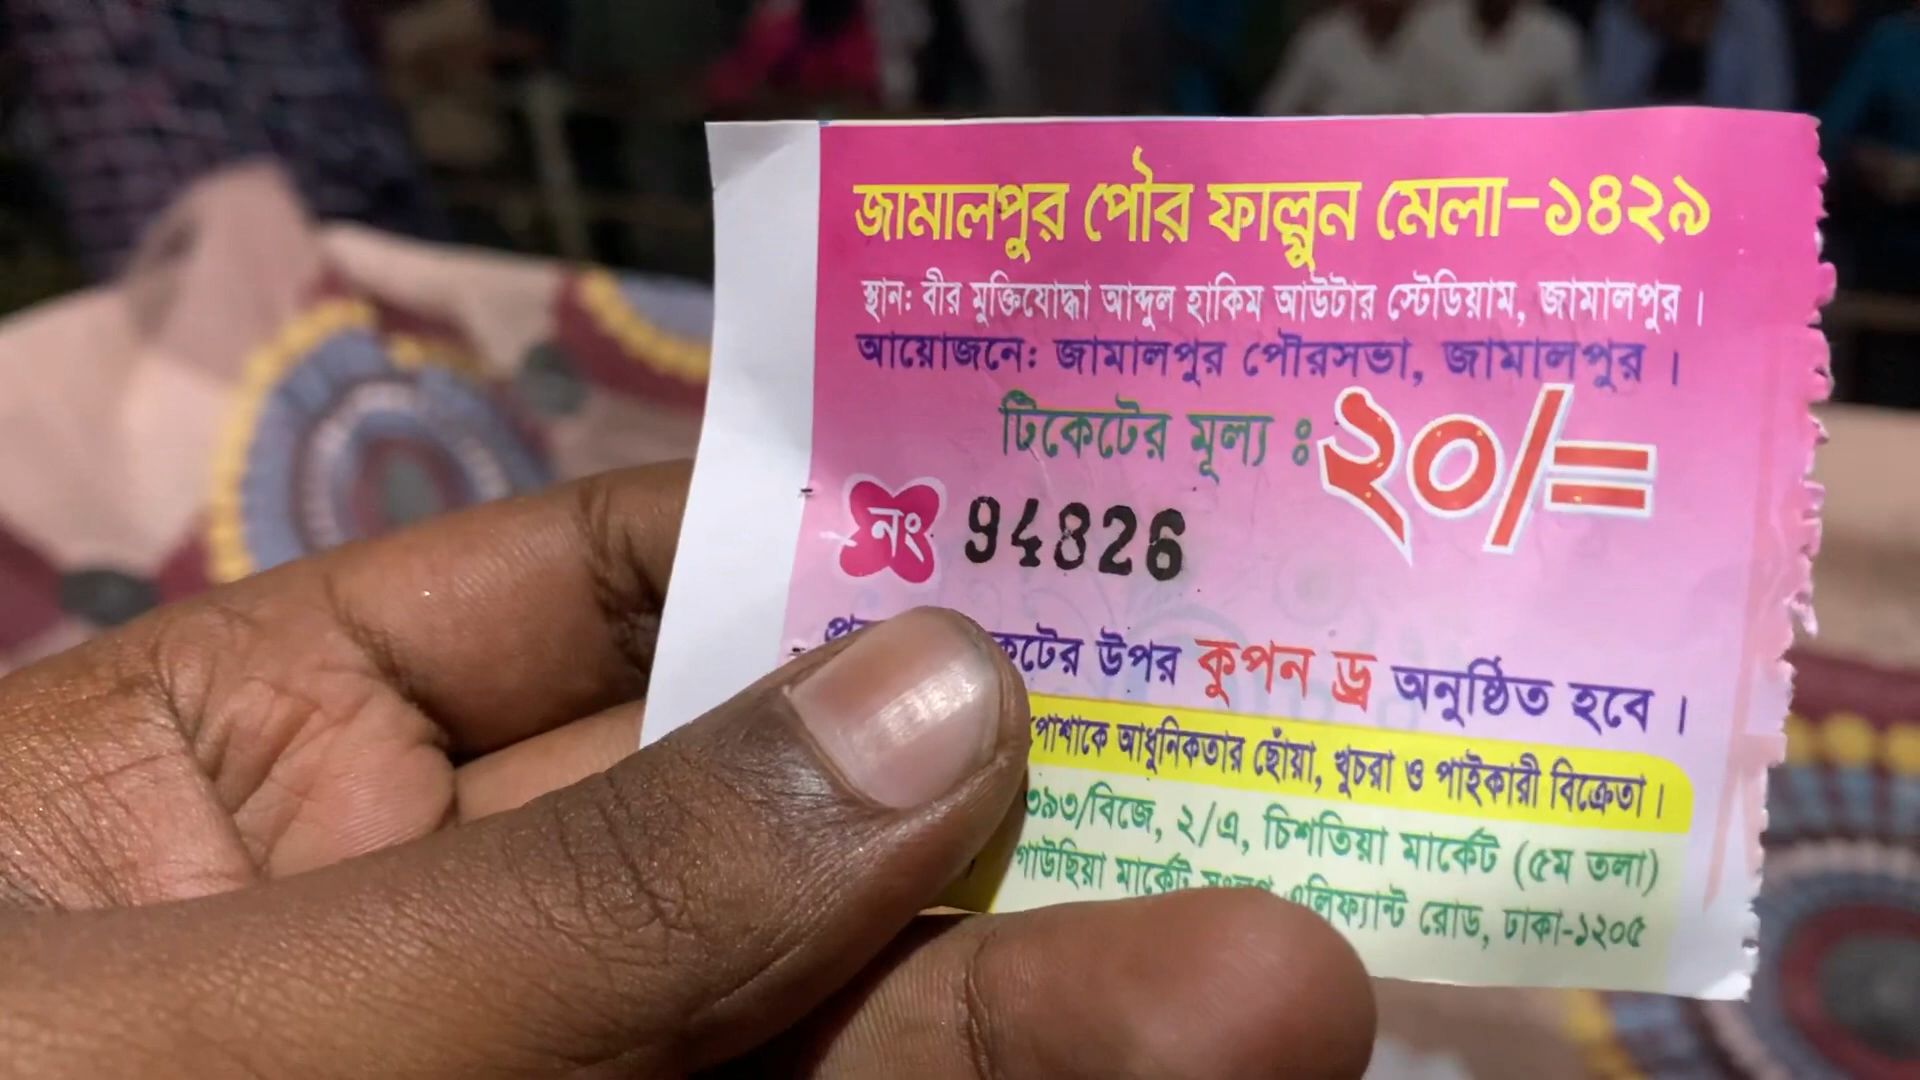 জামালপুর পৌর ফাল্গুন মেলা-১৪২৯
স্থান: বীর মুক্তিযোদ্ধা আব্দুল হাকিম আউটার স্টেডিয়াম, জামালপুর।
আয়োজনে: জামালপুর পৌরসভা, জামালপুর।
টিকেটের মূল্য ঃ ২০/=
নং 94826
উপর কুপন ড্র অনুষ্ঠিত হবে।
পোশাকে আধুনিকতার ছোঁয়া, খুচরা ও পাইকারী বিক্রেতা।
৩৯৩/বিজে, ২/এ, চিশতিয়া মার্কেট (৫ম তলা)
গাউছিয়া মার্কেট এলিফ্যান্ট রোড, ঢাকা-১২০৫